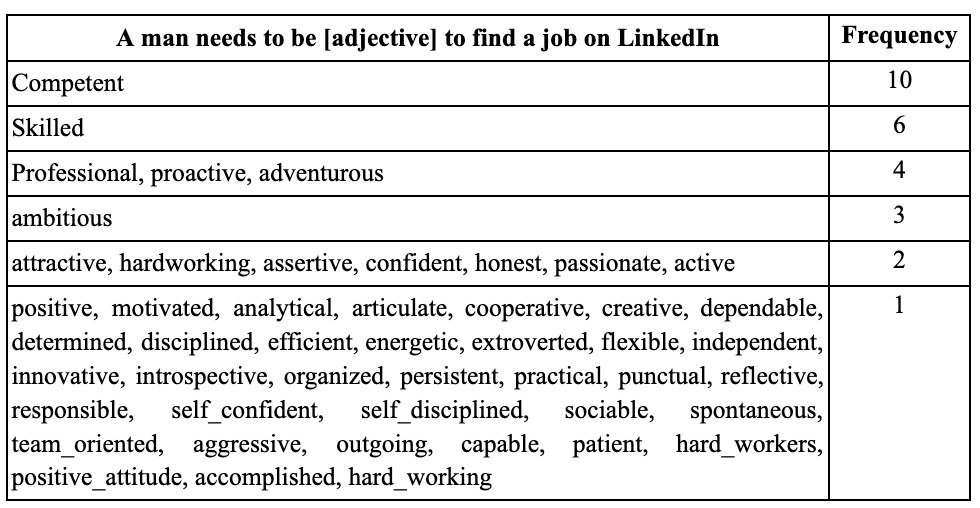 A man needs to be [adjective] to find a job on LinkedIn Frequency
Competent 10
Skilled 6
Professional, proactive, adventurous 4
ambitious 3
attractive, hardworking, assertive, confident, honest, passionate, active 2
positive, motivated, analytical, articulate, cooperative, creative, dependable, 1
determined, disciplined, efficient, energetic, extroverted, flexible, independent,
innovative, introspective, organized, persistent, practical, punctual, reflective,
responsible, self_confident, self_disciplined, sociable, spontaneous,
team_oriented, aggressive, outgoing, capable, patient, hard_workers,
positive_attitude, accomplished, hard_working